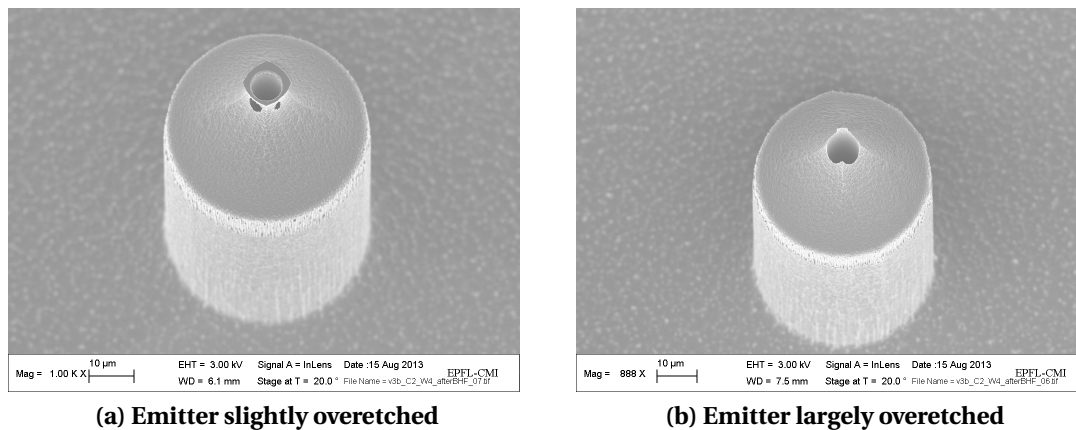 10 µm
Mag = 1.00 K X
EHT = 3.00 kV Signal A = InLens Date :15 Aug 2013
WD = 6.1 mm Stage at T = 20.0 ° File Name = v3b_C2_W4_afterBHF_07.tif
EPFL-CMI
(a) Emitter slightly overetched
10 µm
Mag = 888 X
EHT = 3.00 kV Signal A = InLens Date :15 Aug 2013
WD = 7.5 mm Stage at T = 20.0 ° File Name = v3b_C2_W4_afterBHF_06.tif
EPFL-CMI
(b) Emitter largely overetched